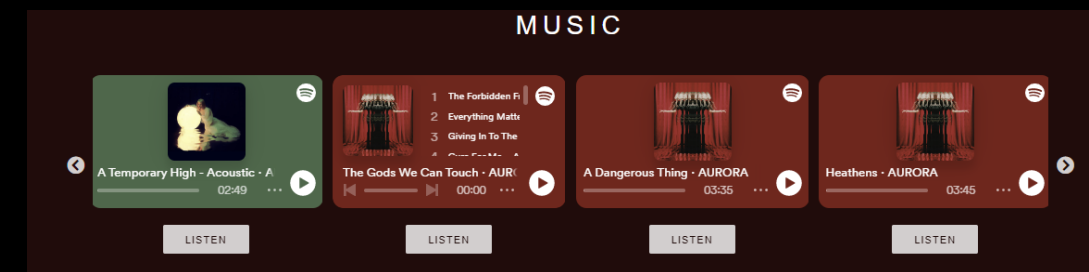 MUSIC
A Temporary High - Acoustic · A
02:49
LISTEN
1 The Forbidden Fr
2 Everything Matte
3 Giving In To The
4
The Gods We Can Touch · AUR
00:00
LISTEN
A Dangerous Thing · AURORA
03:35
LISTEN
Heathens · AURORA
03:45
LISTEN